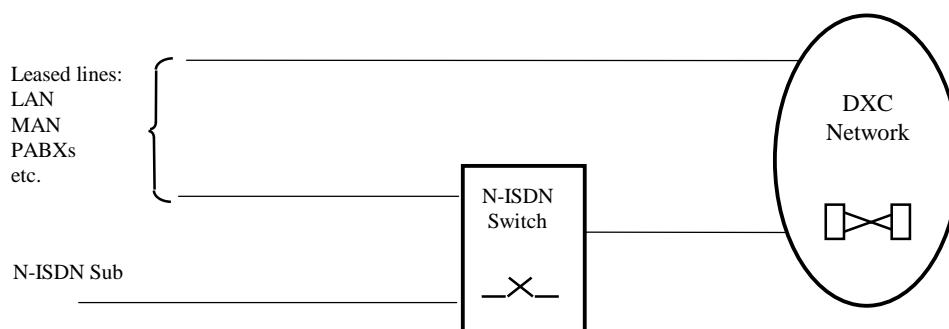 Leased lines:
LAN
MAN
PABXs
etc.
DXC
Network
N-ISDN
Switch
N-ISDN Sub